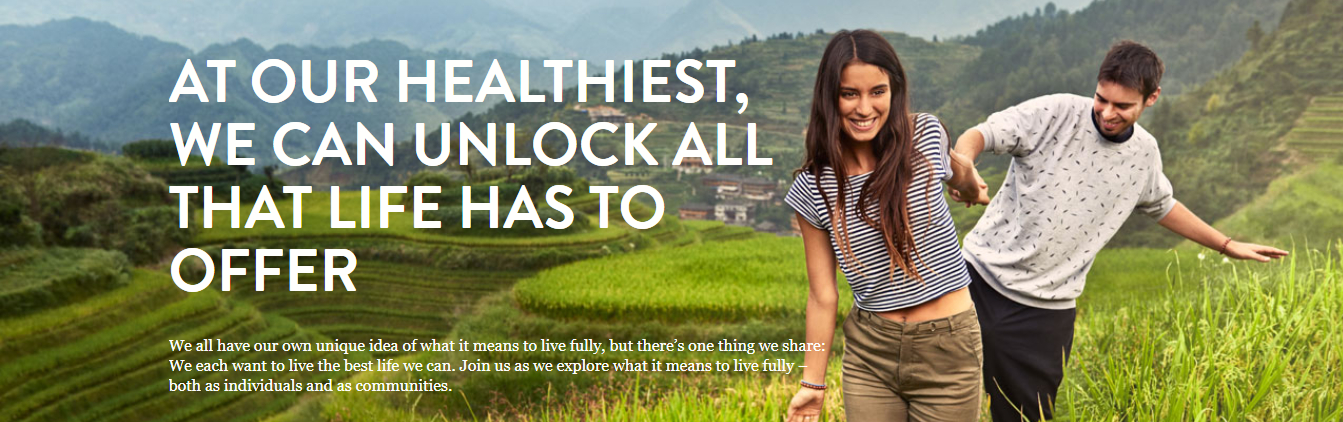 AT OUR HEALTHIEST,
WE CAN UNLOCK ALL
THAT LIFE HAS TO
OFFER
We all have our own unique idea of what it means to live fully, but there’s one thing we share:
We each want to live the best life we can. Join us as we explore what it means to live fully –
both as individuals and as communities.